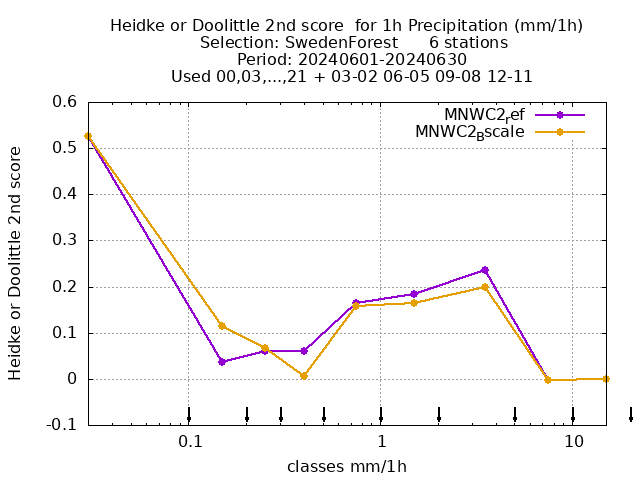 Heidke or Doolittle 2nd score  for 1h Precipitation (mm/1h)
Selection: SwedenForest      6 stations
Period: 20240601-20240630
Used 00,03,...,21 + 03-02 06-05 09-08 12-11
MNWC2_ref
MNWC2_Bscale
0.6
0.5
0.4
0.3
0.2
0.1
0
-0.1
Heidke or Doolittle 2nd score
0.1 1 10
classes mm/1h